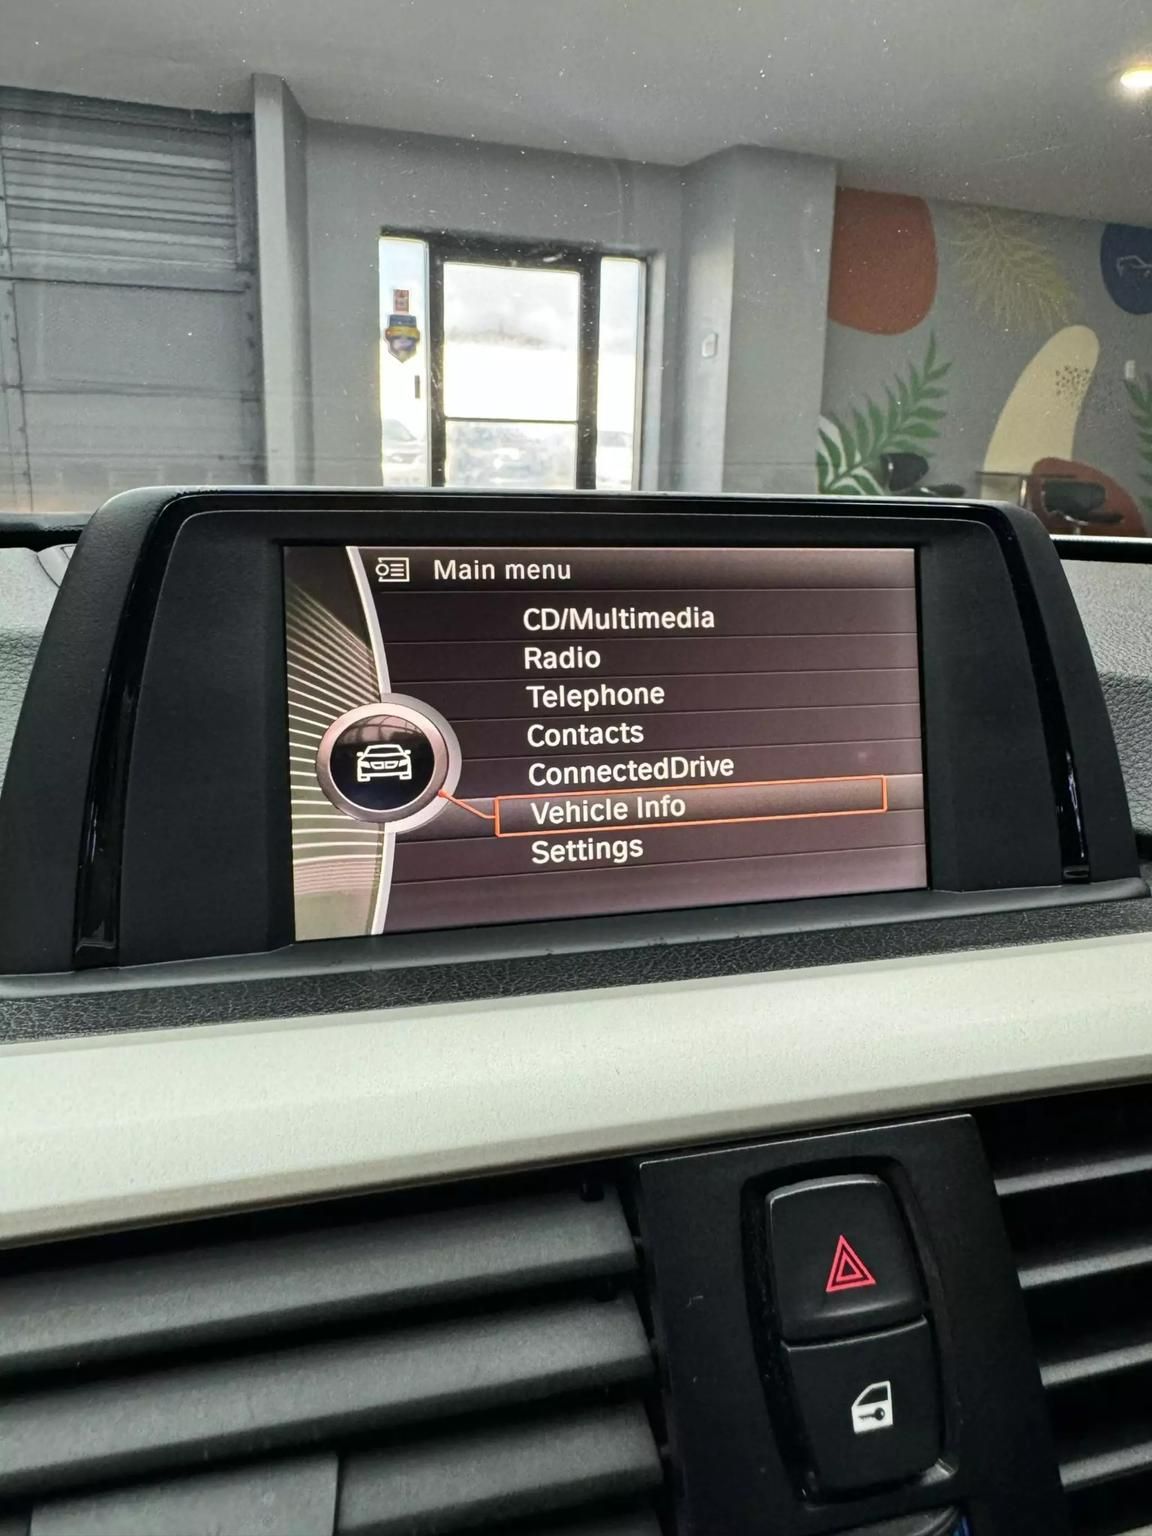 Main menu
CD/Multimedia
Radio
Telephone
Contacts
ConnectedDrive
Vehicle Info
Settings